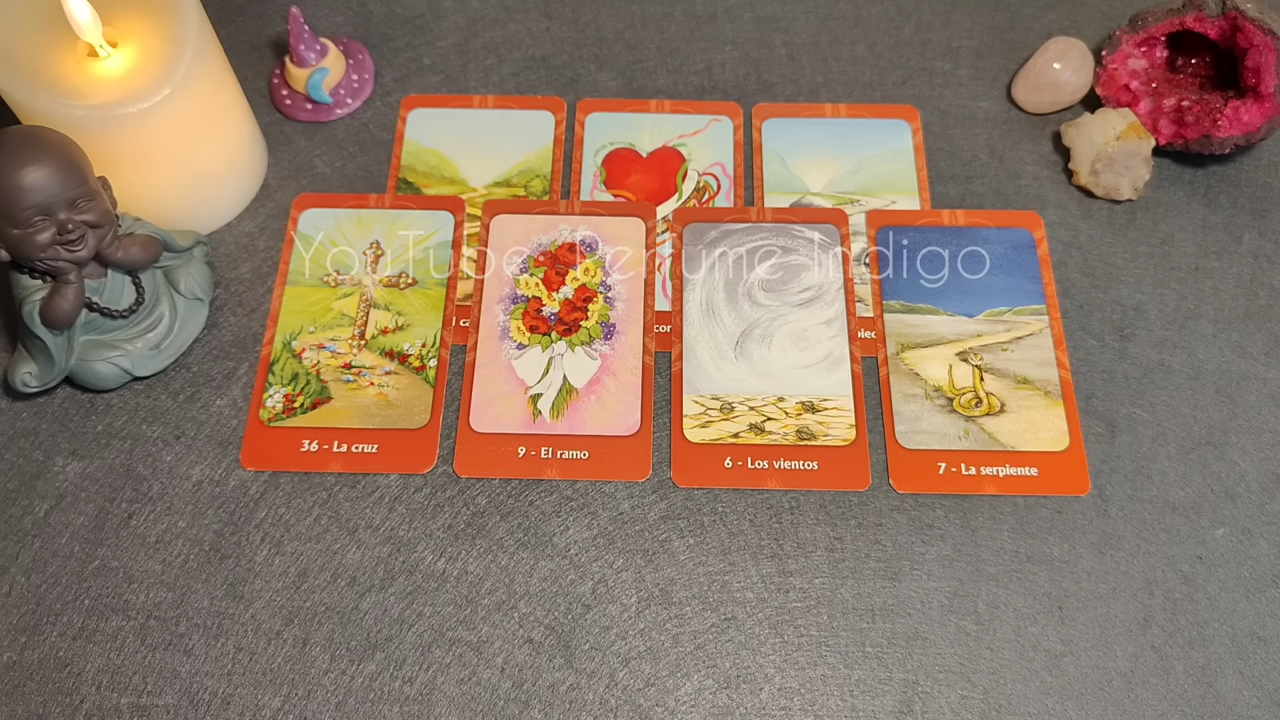 YouTube Perfume Indigo
36 - La cruz
9 - El ramo
6 - Los vientos
7 - La serpiente